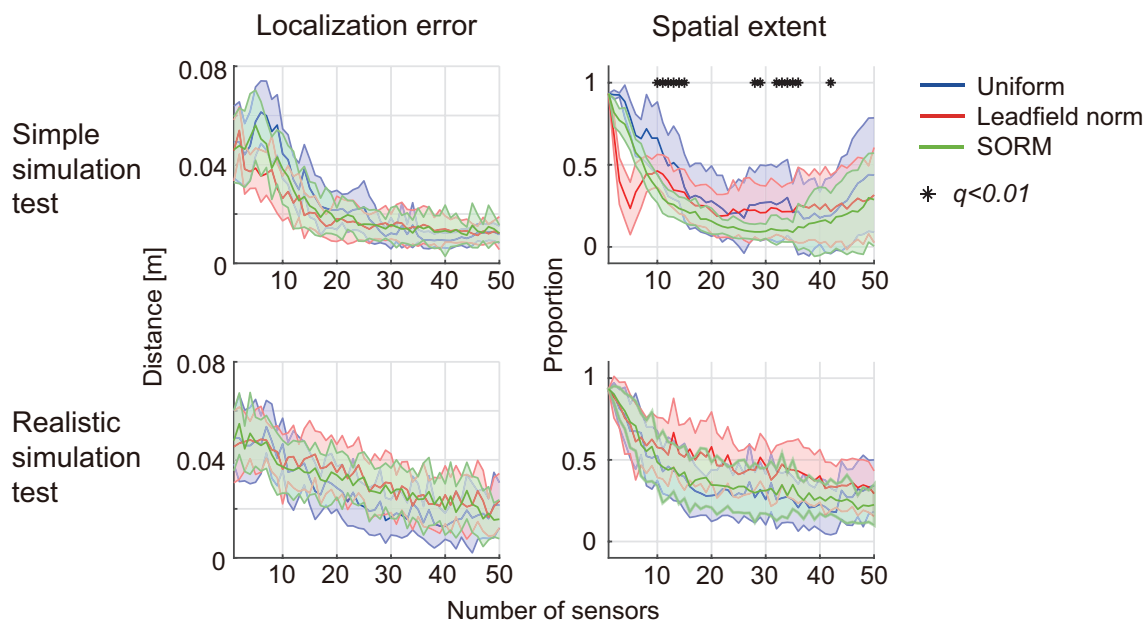 Localization error
Spatial extent
Simple
simulation
test
0.08
0.04
0
10 20 30 40 50
1
0.5
0
10 20 30 40 50
Uniform
Leadfield norm
SORM
* q<0.01
Distance [m]
Proportion
Realistic
simulation
test
0.08
0.04
0
10 20 30 40 50
1
0.5
0
10 20 30 40 50
Number of sensors